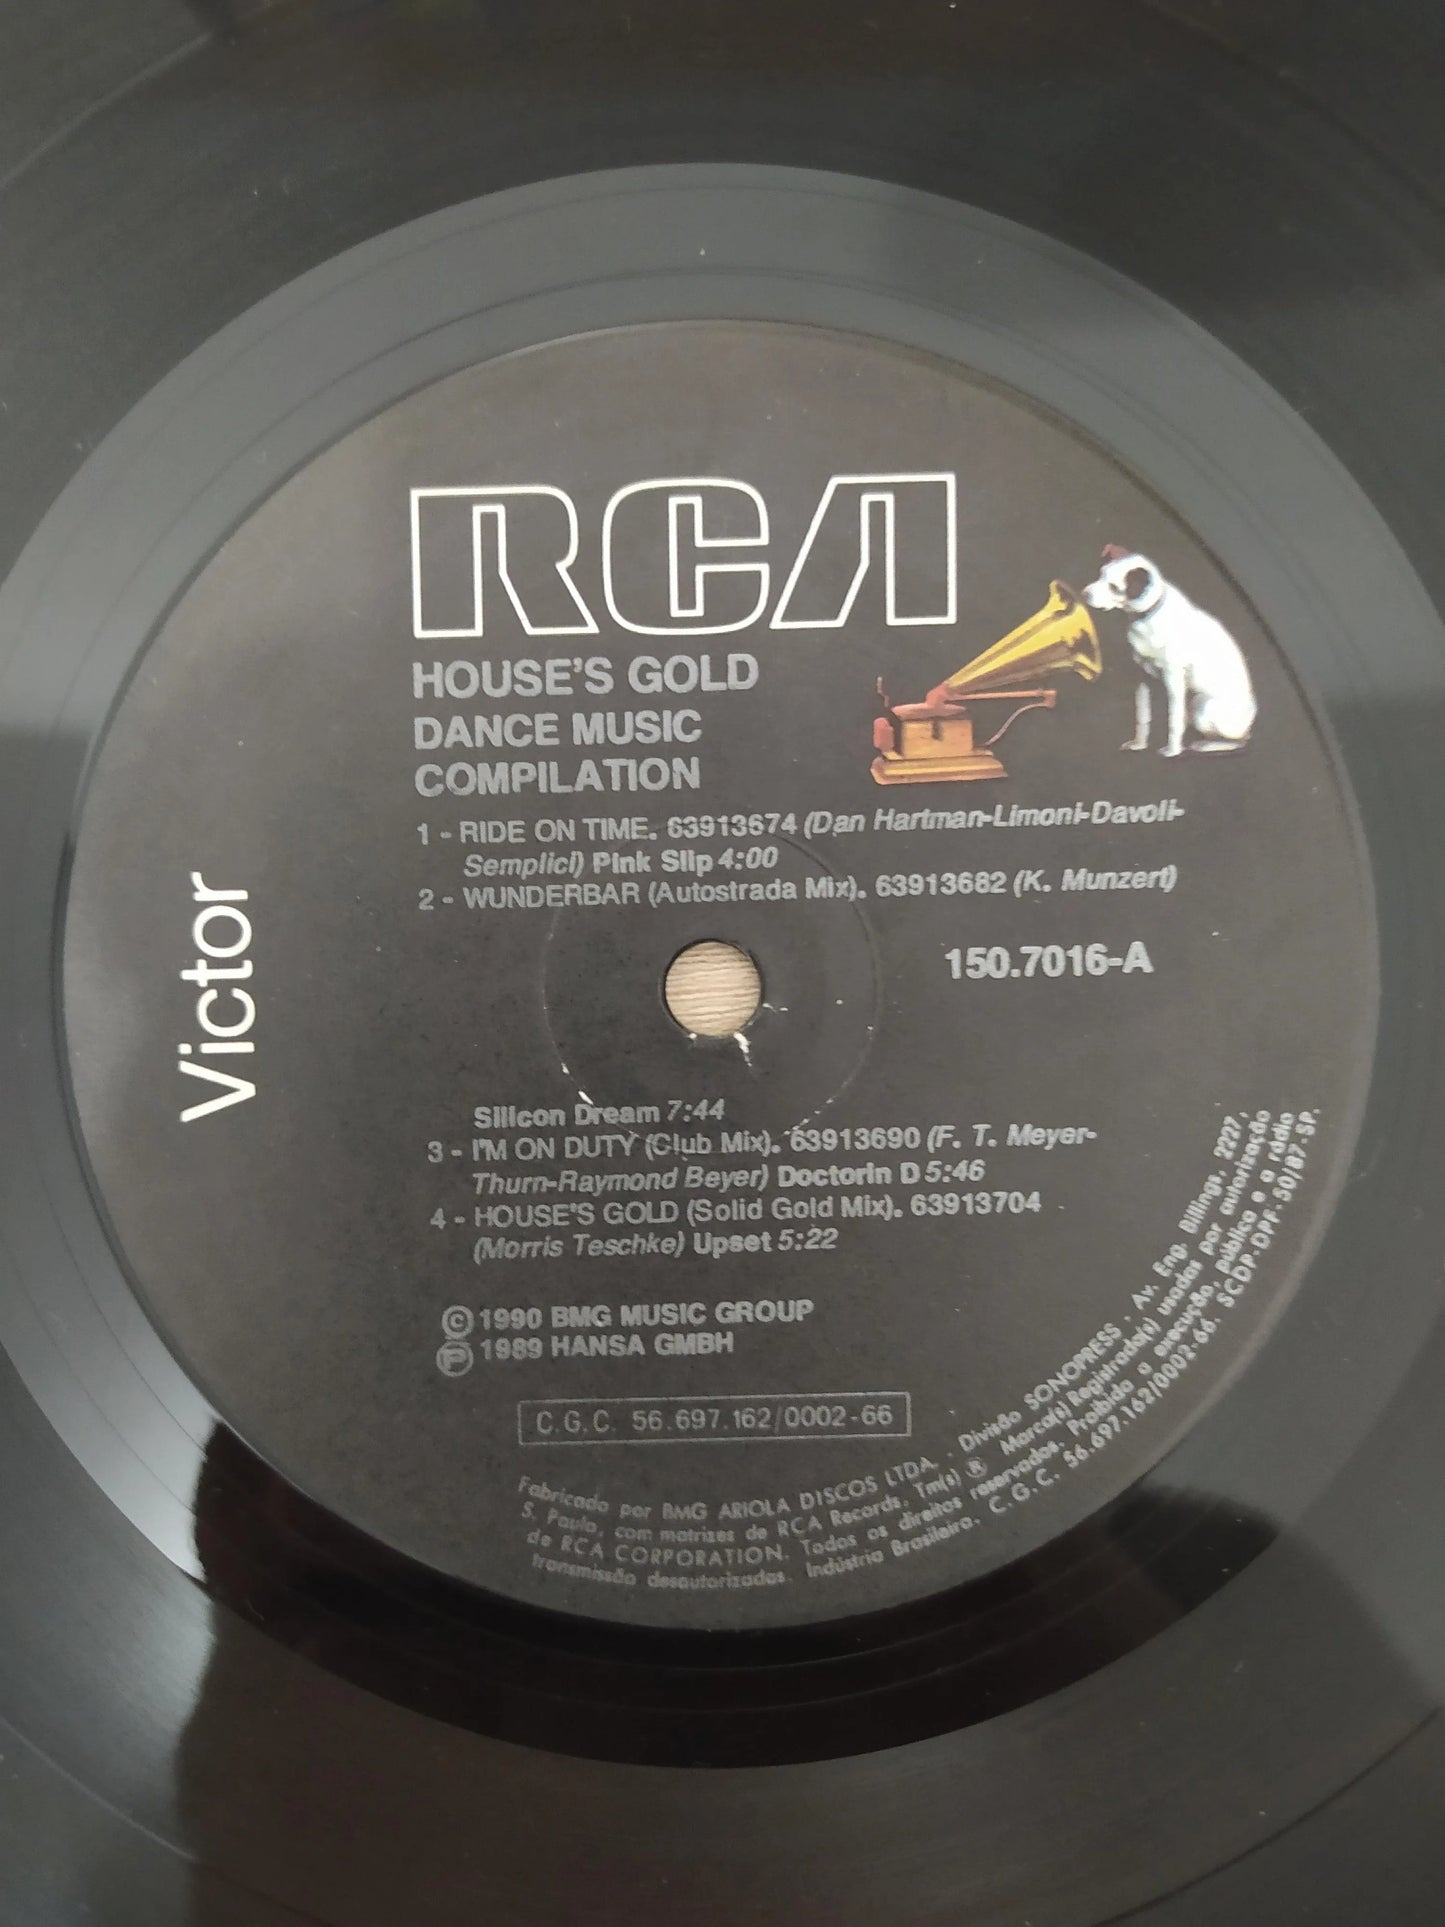 RCA
Victor
HOUSE'S GOLD
DANCE MUSIC
COMPILATION
1 - RIDE ON TIME. 63913674 (Dan Hartman-Limoni-Davoli-
Semplici) Pink Slip 4:00
2 - WUNDERBAR (Autostrada Mix). 63913682 (K. Munzert)
150.7016-A
Silicon Dream 7:44
3 - I'M ON DUTY (Club Mix). 63913690 (F. T. Meyer-
Thurn-Raymond Beyer) Doctorin D 5:46
4 - HOUSE'S GOLD (Solid Gold Mix). 63913704
(Morris Teschke) Upset 5:22
© 1990 BMG MUSIC GROUP
℗ 1989 HANSA GMBH
C.G.C. 56.697.162/0002-66
Fabricado por BMG ARIOLA DISCOS LTDA. . Divisão SONOPRESS . Av. Eng. Billings, 2227,
S. Paulo, com matrizes de RCA Records. Tm(s) ® Marca(s) Registrada(s) usadas por autorização
de RCA CORPORATION. Todos os direitos reservados. Proibida a execução, pública e a rádio
transmissão desautorizadas. Indústria Brasileira. C.G.C. 56.697.162/0002-66. SCDP-DPF-50/87-SP.